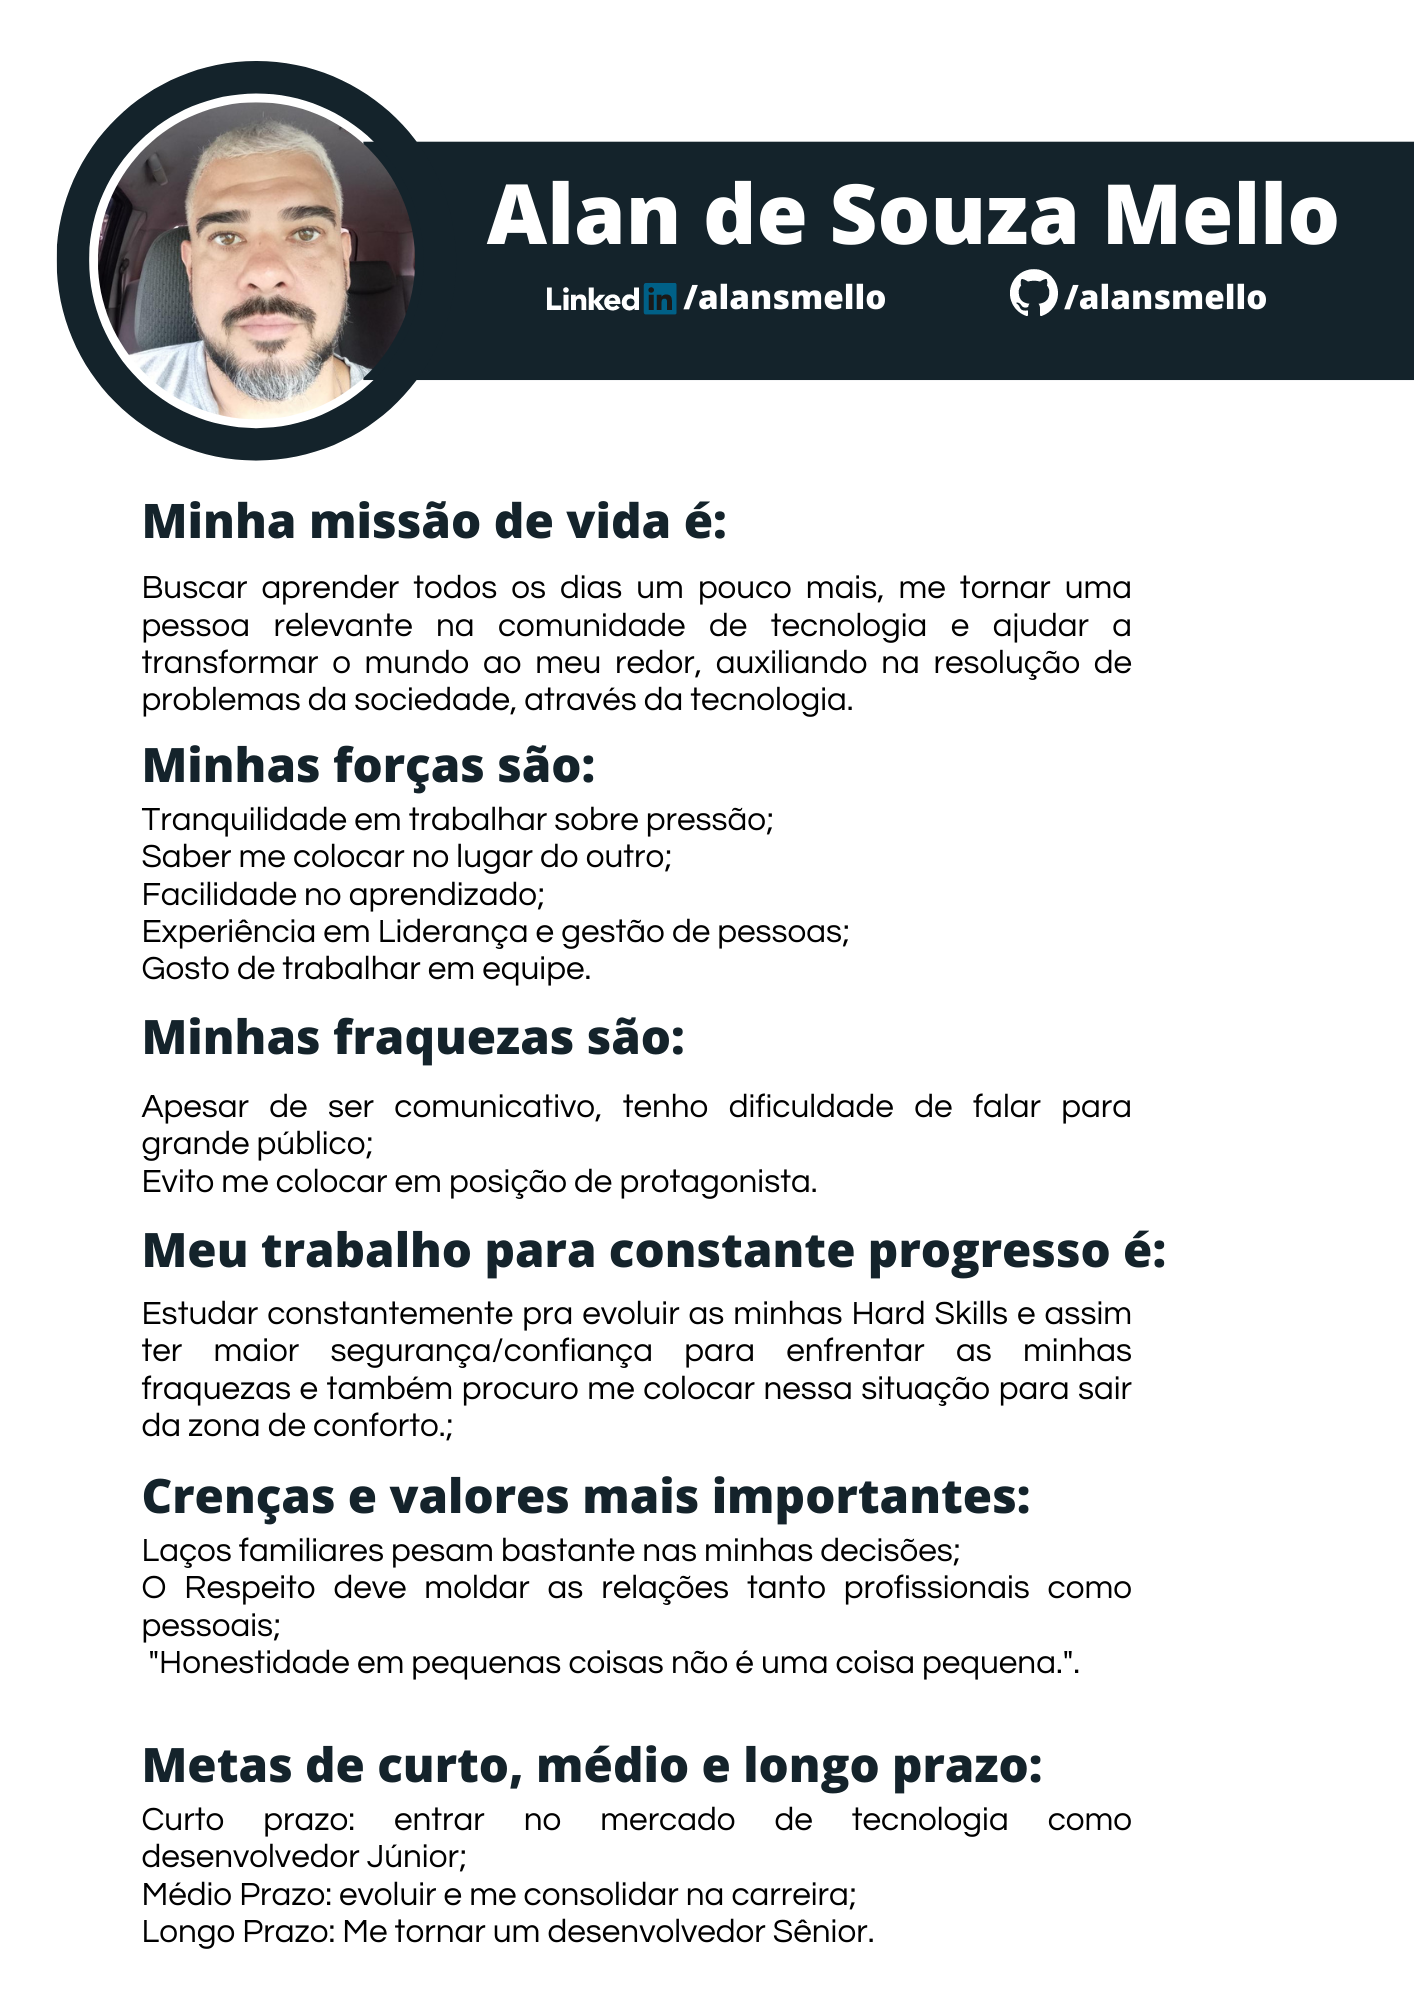 Alan de Souza Mello
Linked in /alansmello
/alansmello
Minha missão de vida é:
Buscar aprender todos os dias um pouco mais, me tornar uma
pessoa relevante na comunidade de tecnologia e ajudar a
transformar o mundo ao meu redor, auxiliando na resolução de
problemas da sociedade, através da tecnologia.
Minhas forças são:
Tranquilidade em trabalhar sobre pressão;
Saber me colocar no lugar do outro;
Facilidade no aprendizado;
Experiência em Liderança e gestão de pessoas;
Gosto de trabalhar em equipe.
Minhas fraquezas são:
Apesar de ser comunicativo, tenho dificuldade de falar para
grande público;
Evito me colocar em posição de protagonista.
Meu trabalho para constante progresso é:
Estudar constantemente pra evoluir as minhas Hard Skills e assim
ter maior segurança/confiança para enfrentar as minhas
fraquezas e também procuro me colocar nessa situação para sair
da zona de conforto.;
Crenças e valores mais importantes:
Laços familiares pesam bastante nas minhas decisões;
O Respeito deve moldar as relações tanto profissionais como
pessoais;
"Honestidade em pequenas coisas não é uma coisa pequena.".
Metas de curto, médio e longo prazo:
Curto prazo: entrar no mercado de tecnologia como
desenvolvedor Júnior;
Médio Prazo: evoluir e me consolidar na carreira;
Longo Prazo: Me tornar um desenvolvedor Sênior.